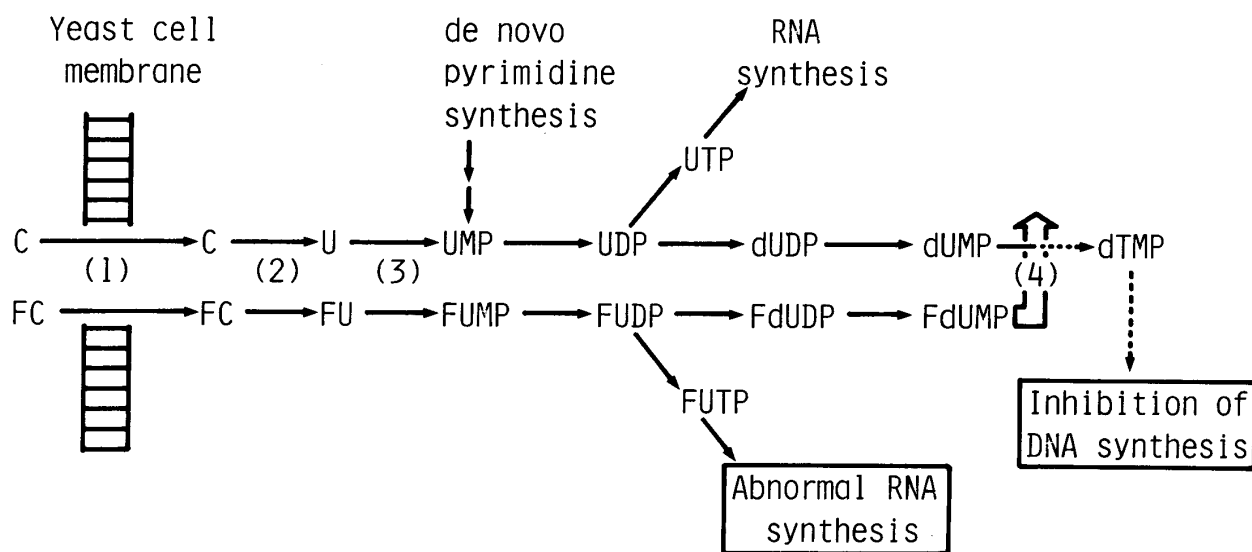 Yeast cell
membrane
de novo
pyrimidine
synthesis
RNA
synthesis
UTP
C C U UMP UDP dUDP dUMP dTMP
(1) (2) (3) (4)
FC FC FU FUMP FUDP FdUDP FdUMP
FUTP
Inhibition of
DNA synthesis
Abnormal RNA
synthesis